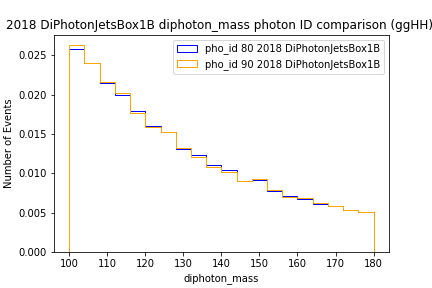 2018 DiPhotonJetsBox1B diphoton_mass photon ID comparison (ggHH)
pho_id 80 2018 DiPhotonJetsBox1B
pho_id 90 2018 DiPhotonJetsBox1B
Number of Events
0.025
0.020
0.015
0.010
0.005
0.000
100 110 120 130 140 150 160 170 180
diphoton_mass